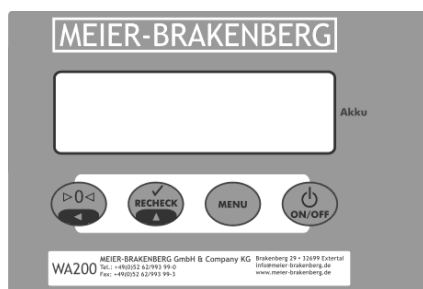 MEIER-BRAKENBERG
Akku
▷0◁
RECHECK
MENU
ON/OFF
WA200
MEIER-BRAKENBERG GmbH & Company KG
Tel.: +49(0)52 62/993 99-0
Fax: +49(0)52 62/993 99-3
Brakenberg 29 • 32699 Extertal
info@meier-brakenberg.de
www.meier-brakenberg.de